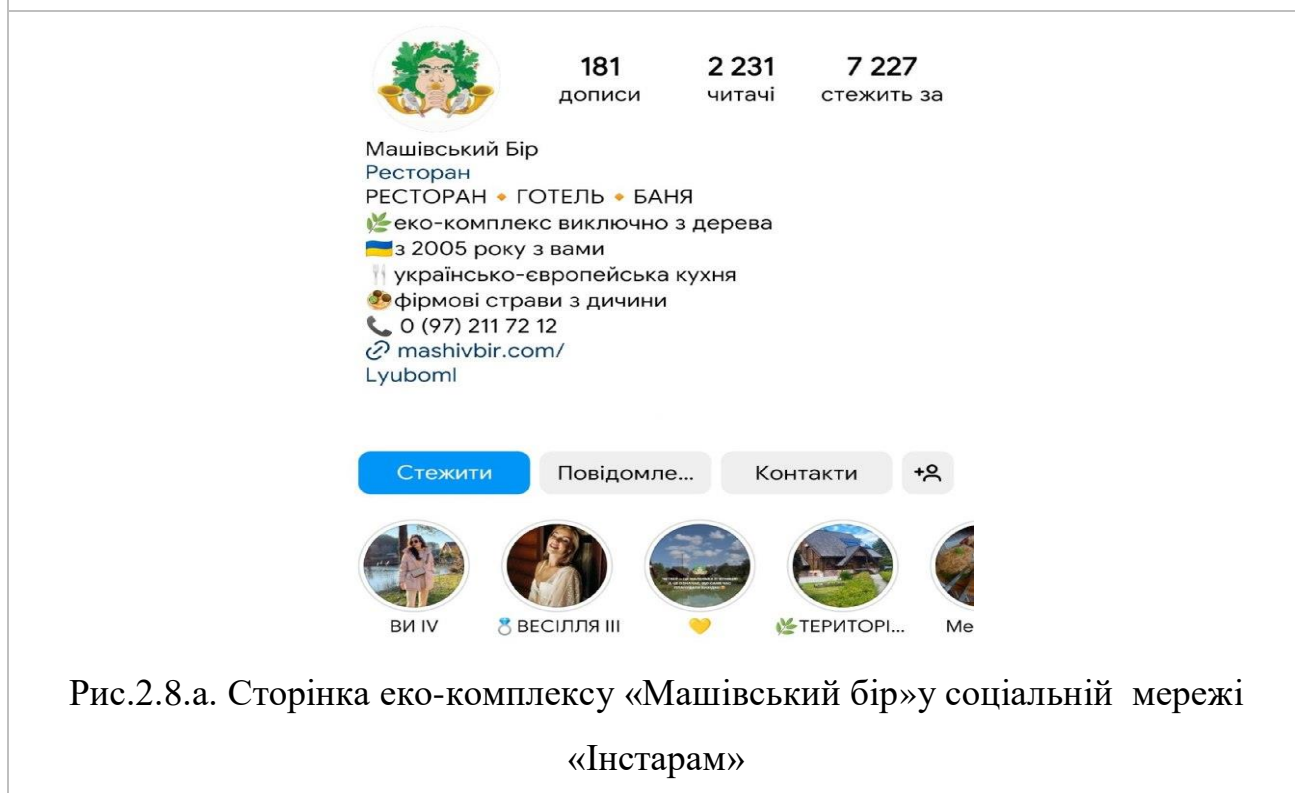 181 2 231 7 227
дописи читачі стежить за
Машівський Бір
Ресторан
РЕСТОРАН 🔸 ГОТЕЛЬ 🔸 БАНЯ
🌿еко-комплекс виключно з дерева
🇺🇦з 2005 року з вами
🍴українсько-європейська кухня
🥙фірмові страви з дичини
📞 0 (97) 211 72 12
mashivbir.com/
Lyuboml
Стежити Повідомле... Контакти
ВИ IV 💍ВЕСІЛЛЯ III 💛 🌿ТЕРИТОРІ... Ме
Рис.2.8.а. Сторінка еко-комплексу «Машівський бір»у соціальній мережі
«Інстарам»